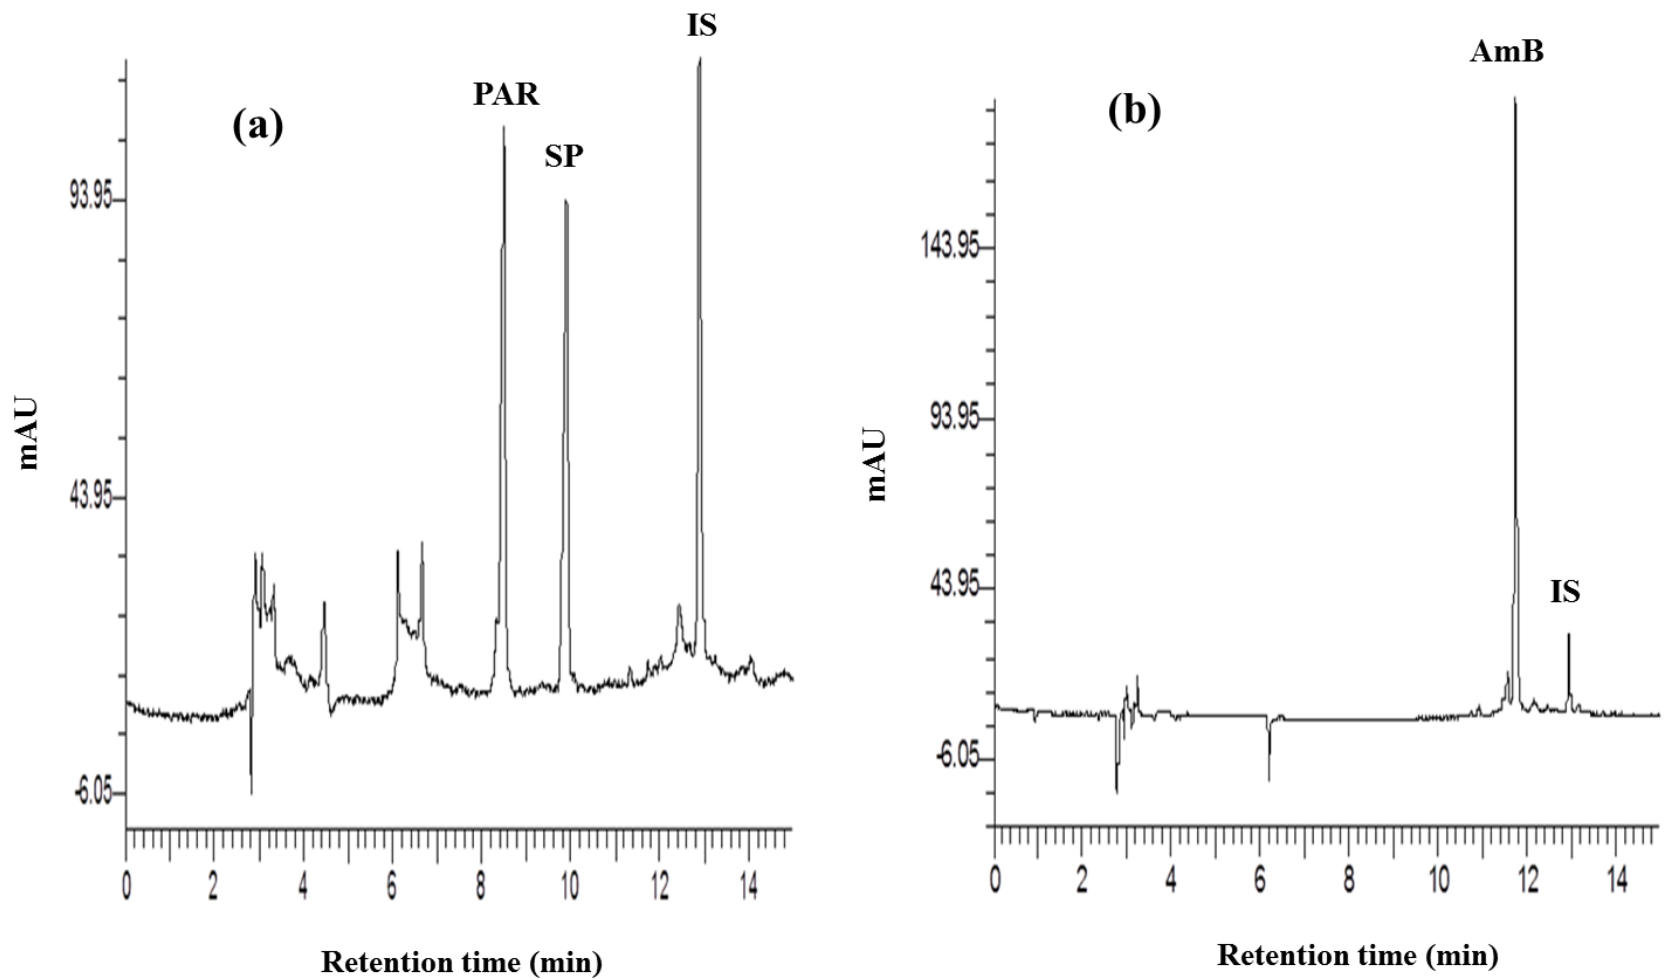 IS
PAR
(a)
SP
93.95
43.95
-6.05
mAU
0 2 4 6 8 10 12 14
Retention time (min)
AmB
(b)
143.95
93.95
43.95
IS
-6.05
mAU
0 2 4 6 8 10 12 14
Retention time (min)